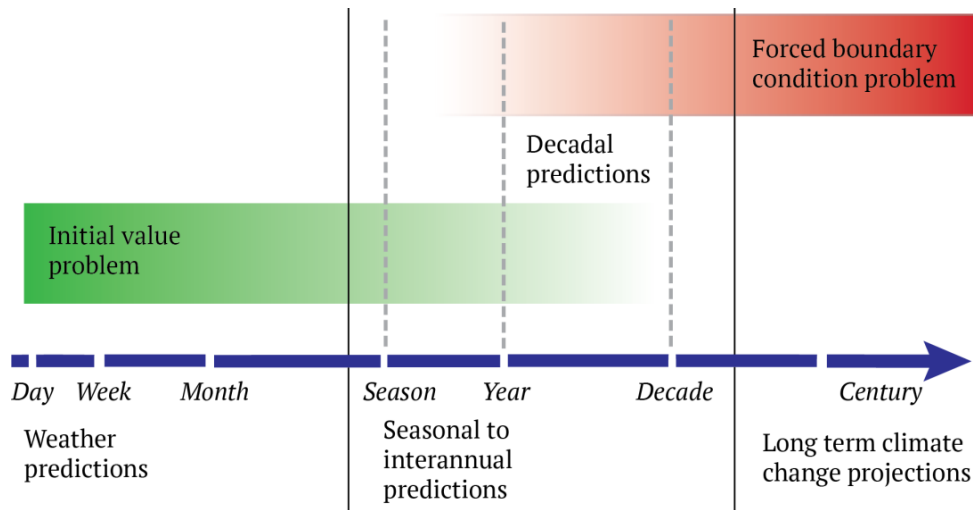 Forced boundary
condition problem
Decadal
predictions
Initial value
problem
Day Week Month Season Year Decade Century
Weather
predictions
Seasonal to
interannual
predictions
Long term climate
change projections